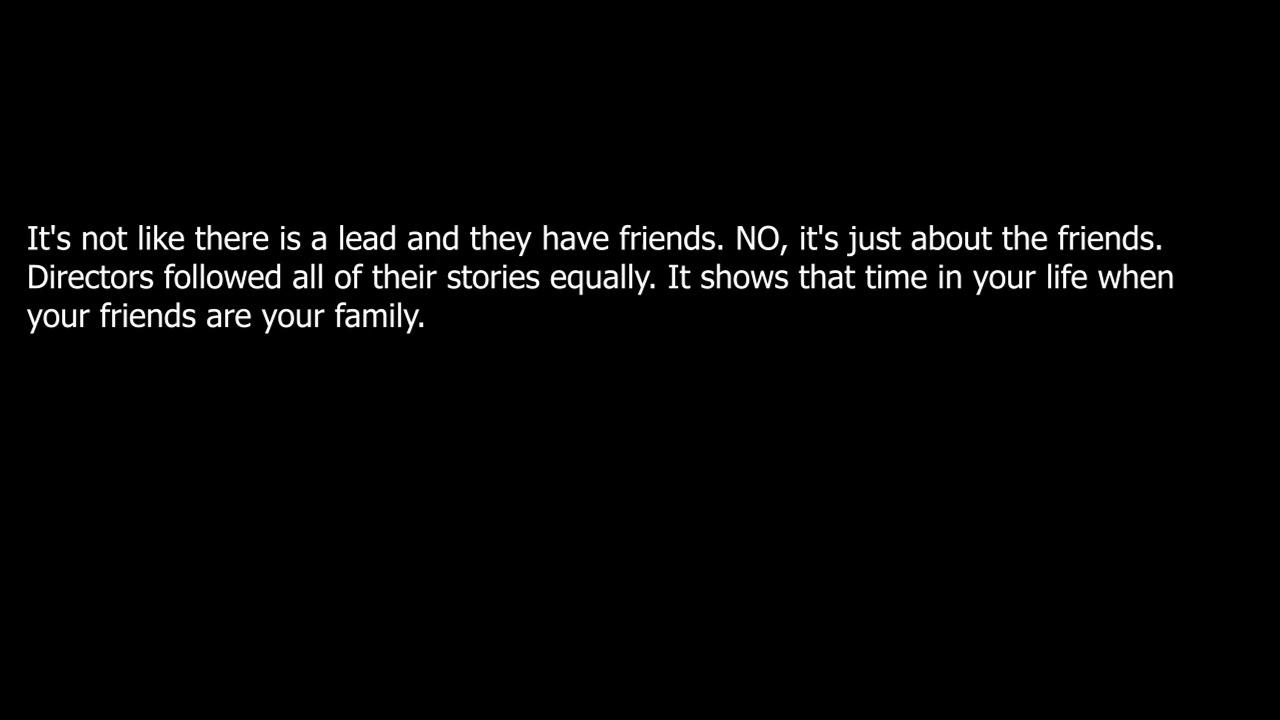 It's not like there is a lead and they have friends. NO, it's just about the friends.
Directors followed all of their stories equally. It shows that time in your life when
your friends are your family.